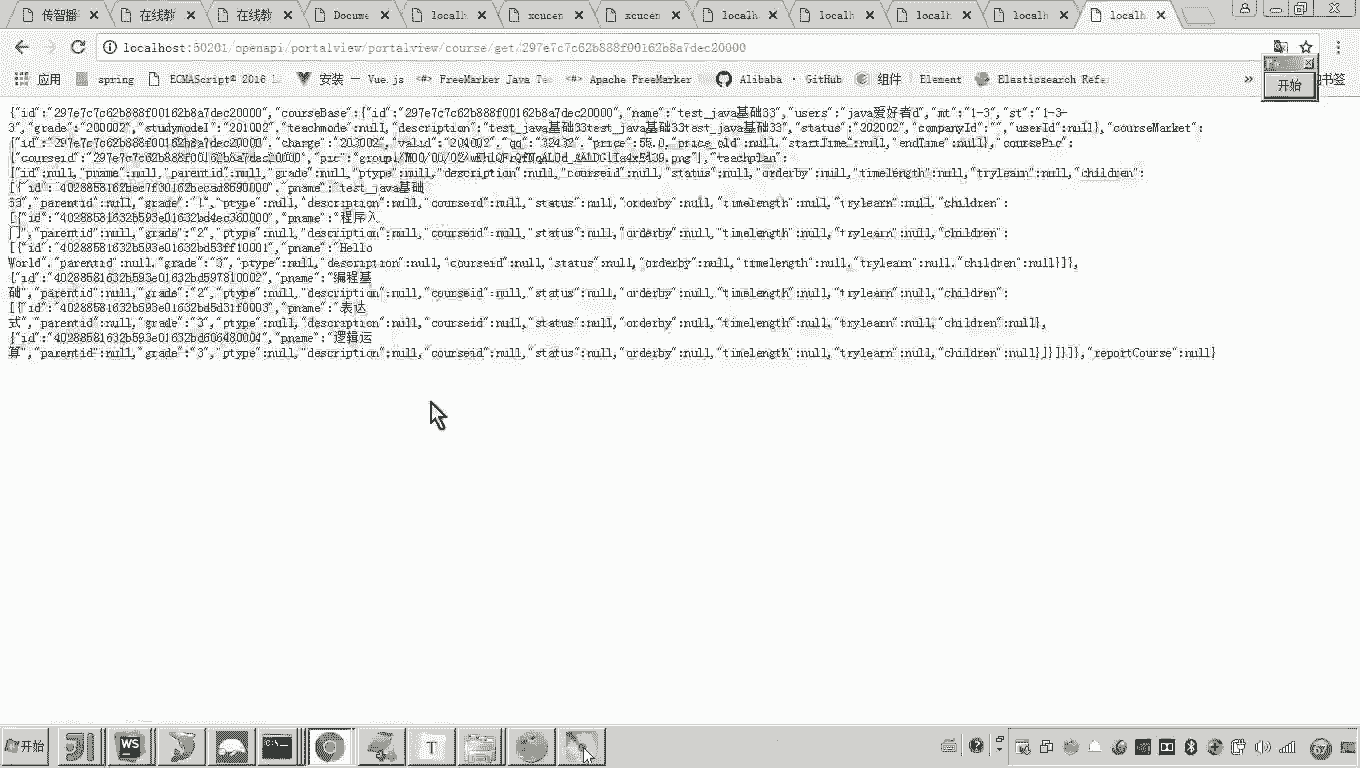 传智播 在线教 在线教 Docume localh xcucen xcucen localh localh localh localh localh
localhost:50201/openapi/portalview/portalview/course/get/297e7c7c62b888f00162b8a7dec20000
应用 spring ECMAScript® 2016 L 安装 — Vue.js FreeMarker Java Te Apache FreeMarker Alibaba · GitHub 组件 | Element Elasticsearch Refe » 书签
开始
{"id":"297e7c7c62b888f00162b8a7dec20000","courseBase":{"id":"297e7c7c62b888f00162b8a7dec20000","name":"test_java基础33","users":"java爱好者d","mt":"1-3","st":"1-3-
3","grade":"200002","studymodel":"201002","teachmode":null,"description":"test_java基础33test_java基础33test_java基础33","status":"202002","companyId":"","userId":null},"courseMarket":
{"id":"297e7c7c62b888f00162b8a7dec20000","charge":"203002","valid":"204002","qq":"32432","price":55.0,"price_old":null,"startTime":null,"endTime":null},"coursePic":
{"courseid":"297e7c7c62b888f00162b8a7dec20000","pic":
"teachplan":
{"id":null,"pname":null,"parentid":null,"grade":null,"ptype":null,"description":null,"courseid":null,"status":null,"orderby":null,"timelength":null,"trylearn":null,"children":
[{"id":"4028858162bec7f30162becad8590000","pname":"test_java基础
33","parentid":null,"grade":"1","ptype":null,"description":null,"courseid":null,"status":null,"orderby":null,"timelength":null,"trylearn":null,"children":
[{"id":"40288581632b593e01632bd4ec360000","pname":"程序入
门","parentid":null,"grade":"2","ptype":null,"description":null,"courseid":null,"status":null,"orderby":null,"timelength":null,"trylearn":null,"children":
[{"id":"40288581632b593e01632bd53ff10001","pname":"Hello
World","parentid":null,"grade":"3","ptype":null,"description":null,"courseid":null,"status":null,"orderby":null,"timelength":null,"trylearn":null,"children":null}]},
{"id":"40288581632b593e01632bd597810002","pname":"编程基
础","parentid":null,"grade":"2","ptype":null,"description":null,"courseid":null,"status":null,"orderby":null,"timelength":null,"trylearn":null,"children":
[{"id":"40288581632b593e01632bd5d31f0003","pname":"表达
式","parentid":null,"grade":"3","ptype":null,"description":null,"courseid":null,"status":null,"orderby":null,"timelength":null,"trylearn":null,"children":null},
{"id":"40288581632b593e01632bd606480004","pname":"逻辑运
算","parentid":null,"grade":"3","ptype":null,"description":null,"courseid":null,"status":null,"orderby":null,"timelength":null,"trylearn":null,"children":null}]}]}]},"reportCourse":null}
开始 WS T